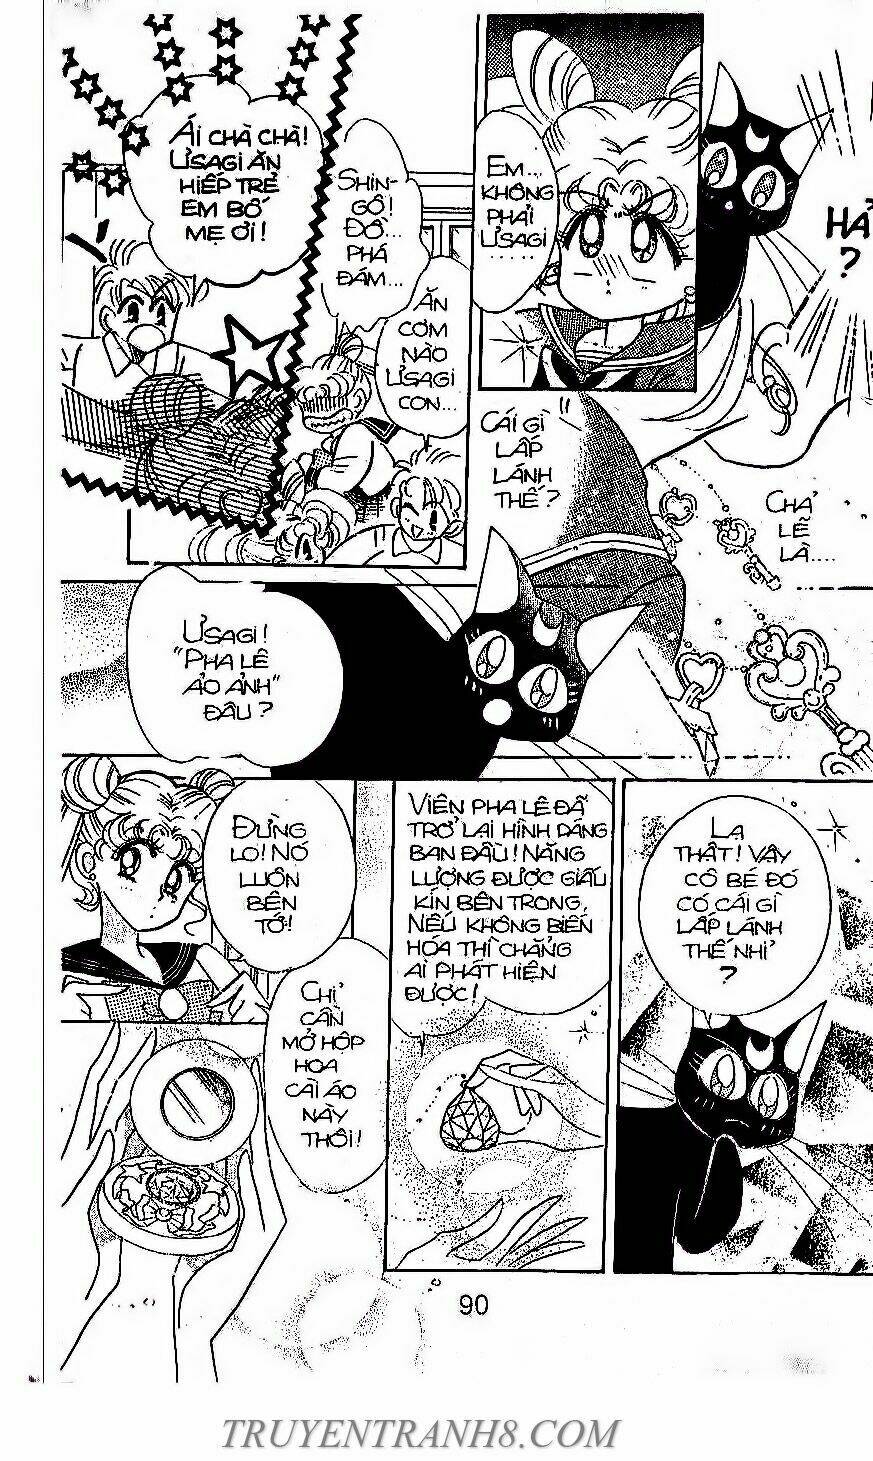 ÁI CHÀ CHÀ!
ƯSAGI ĂN
HIẾP TRẺ
EM BỐ
MẸ ƠI!
SHIN-
GÔ!
ĐỒ...
PHÁ
ĐÁM...
ĂN
CƠM
NÀO
ƯSAGI
CON...
EM...
KHÔNG
PHẢI
ƯSAGI
......
HẢ
?
CÁI GÌ
LẤP
LÁNH
THẾ?
CHẢ
LẼ
LÀ....
ƯSAGI!
"PHA LÊ
ẢO ẢNH"
ĐÂU?
ĐỪNG
LO! NÓ
LUÔN
BÊN
TỚ!
CHỈ
CẦN
MỞ HỘP
HOA
CÀI ÁO
NÀY
THÔI!
VIÊN PHA LÊ ĐÃ
TRỞ LẠI HÌNH DÁNG
BAN ĐẦU! NĂNG
LƯỢNG ĐƯỢC GIẤU
KÍN BÊN TRONG,
NẾU KHÔNG BIẾN
HÓA THÌ CHẲNG
AI PHÁT HIỆN
ĐƯỢC!
LẠ
THẬT! VẬY
CÔ BÉ ĐÓ
CÓ CÁI GÌ
LẤP LÁNH
THẾ NHỈ
?
90
TRUYENTRANH8.COM